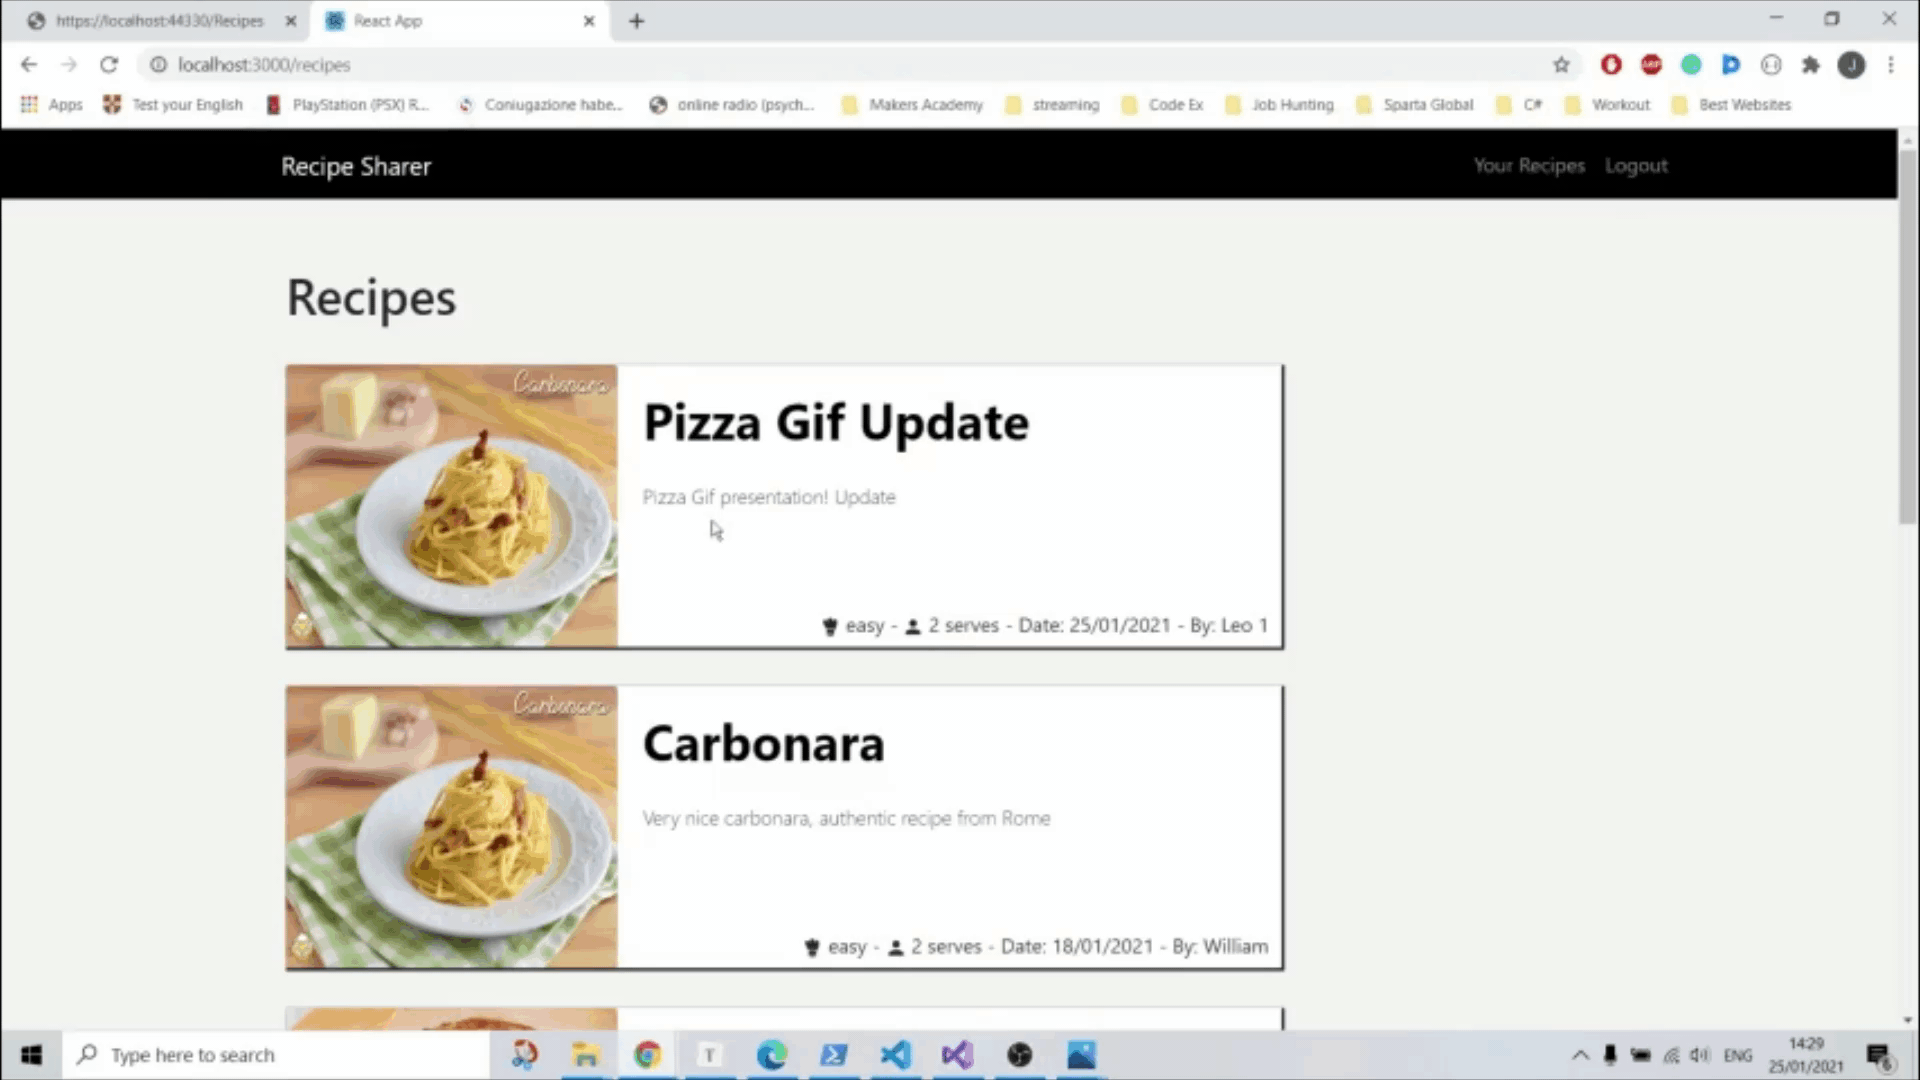 https://localhost:44330/Recipes
React App
localhost:3000/recipes
Apps
Test your English
PlayStation (PSX) R...
Coniugazione habe...
online radio (psych...
Makers Academy
streaming
Code Ex
Job Hunting
Sparta Global
C#
Workout
Best Websites
Recipe Sharer
Your Recipes
Logout
Recipes
Carbonara
Pizza Gif Update
Pizza Gif presentation! Update
easy - 2 serves - Date: 25/01/2021 - By: Leo 1
Carbonara
Carbonara
Very nice carbonara, authentic recipe from Rome
easy - 2 serves - Date: 18/01/2021 - By: William
Type here to search
ENG
14:29
25/01/2021